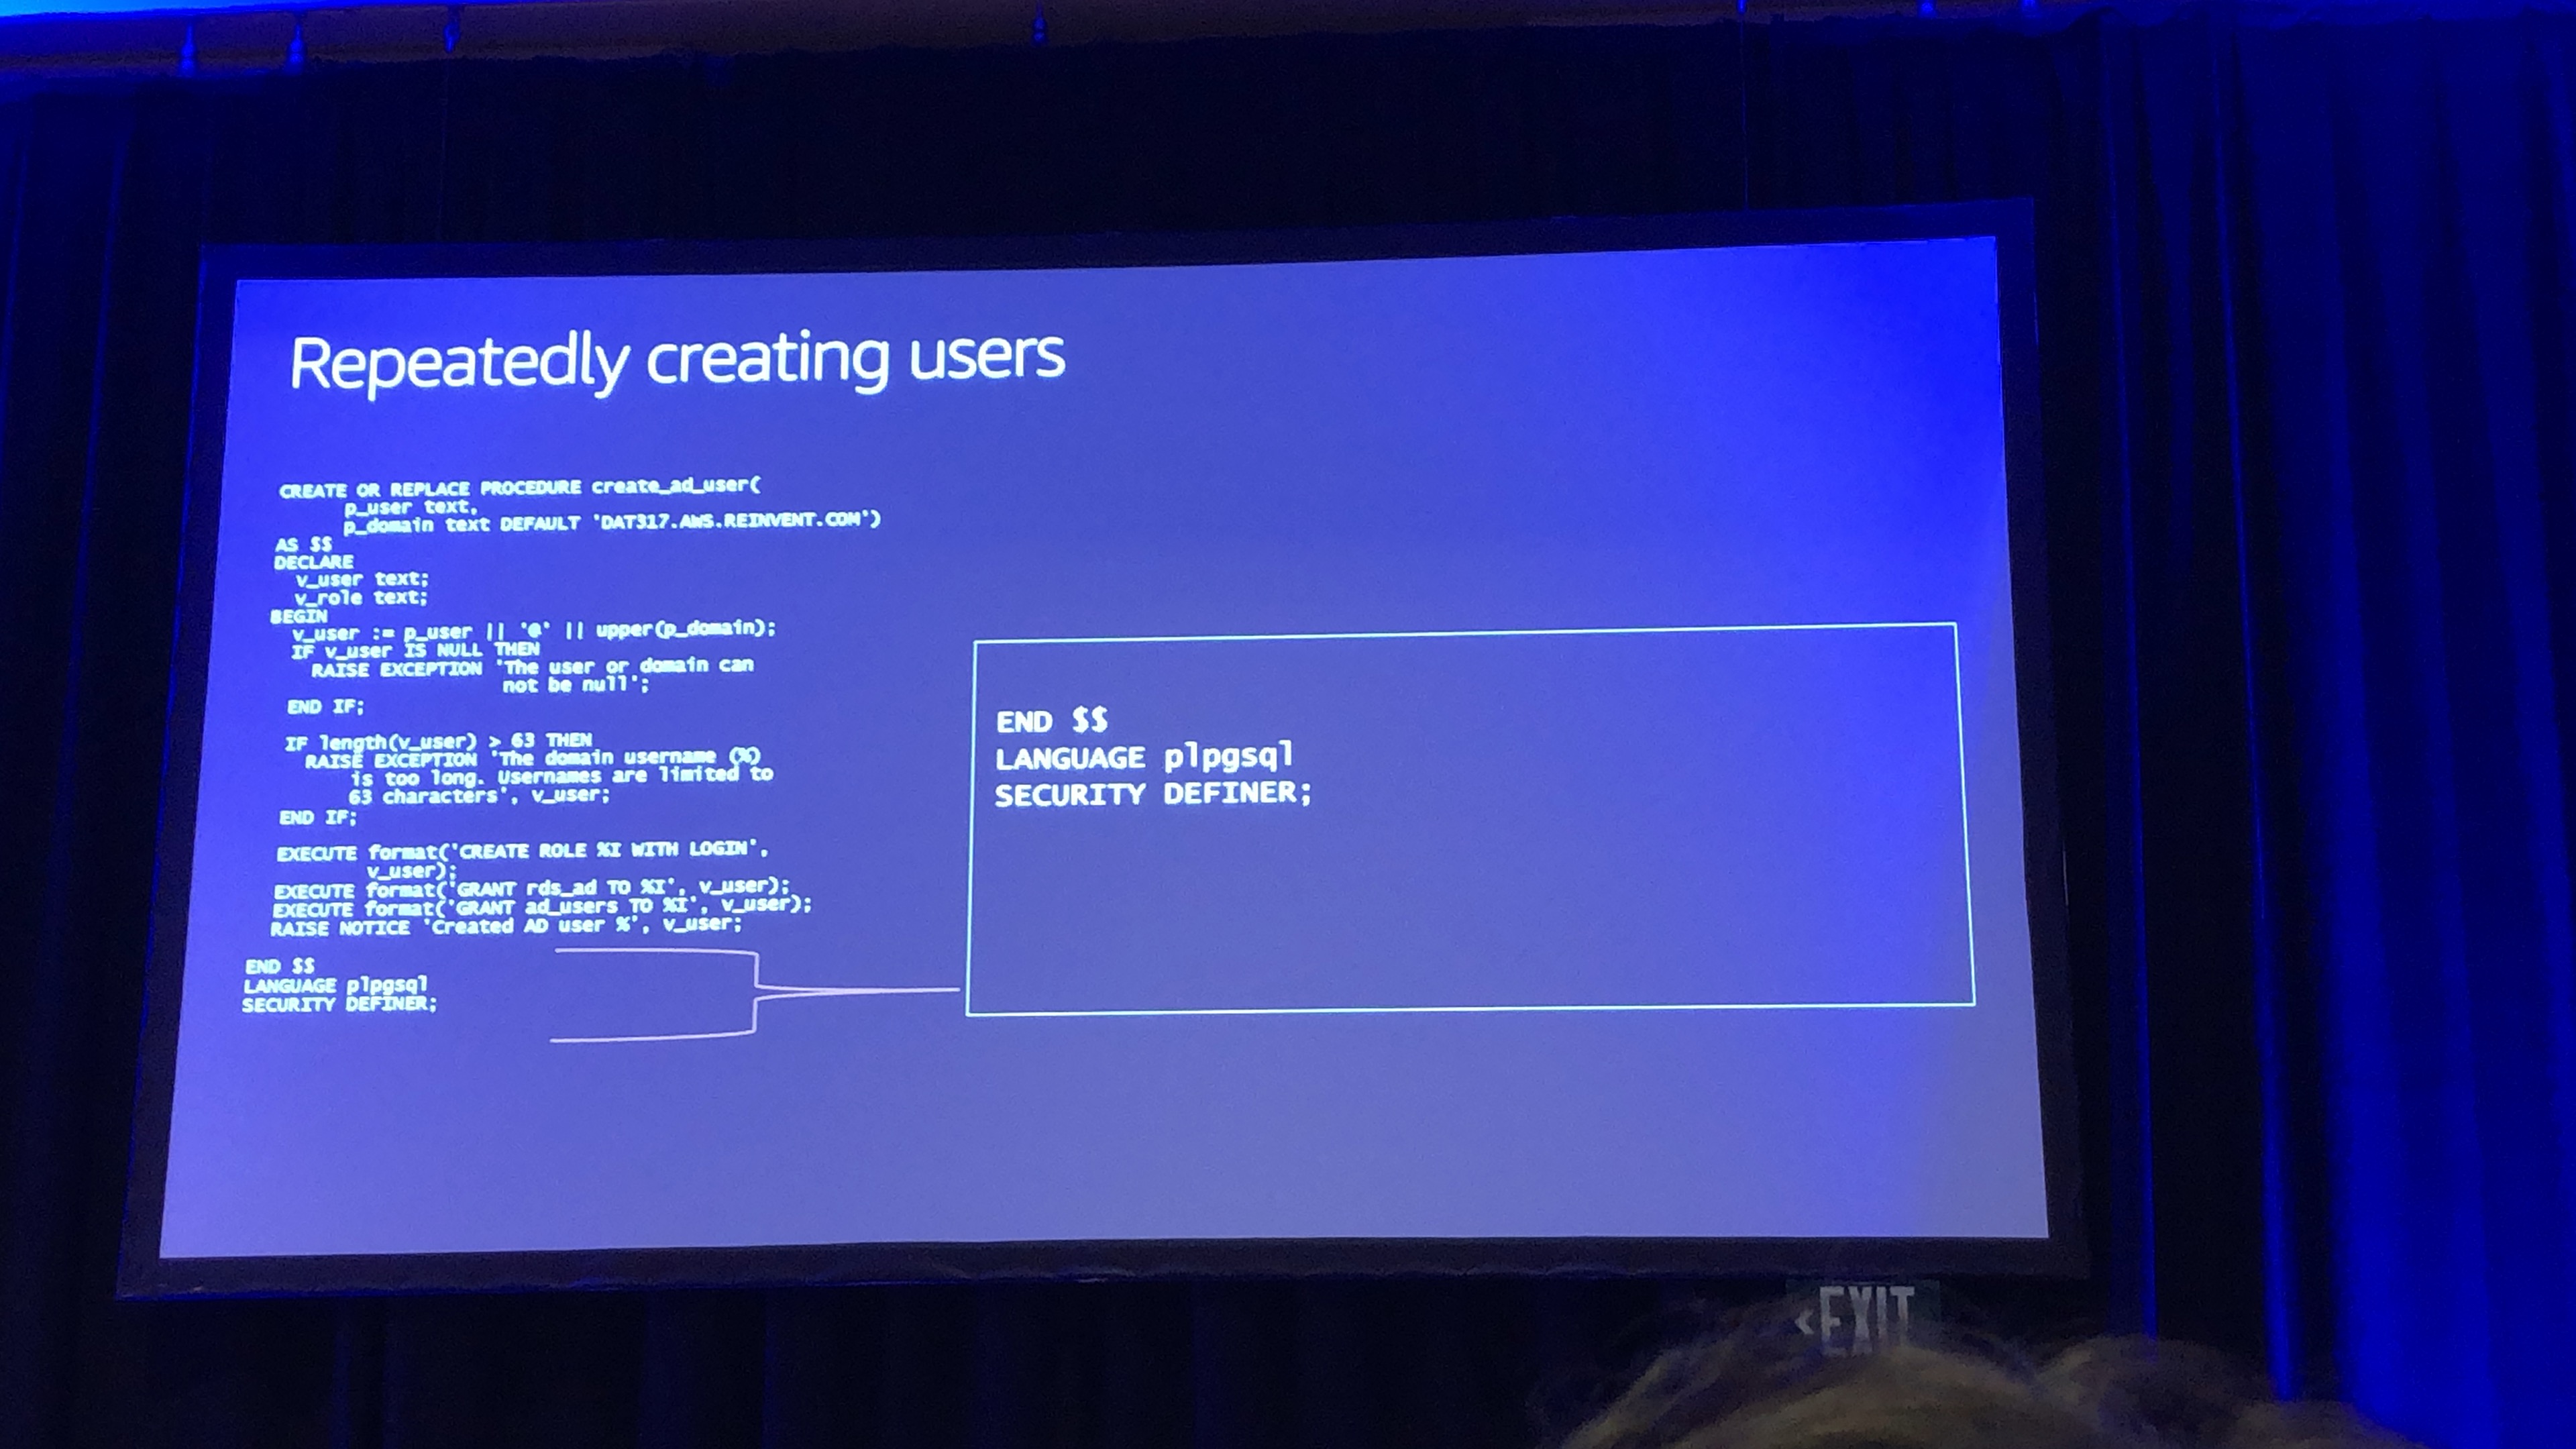 Repeatedly creating users
CREATE OR REPLACE PROCEDURE create_ad_user(
p_user text,
p_domain text DEFAULT 'DAT317.AWS.REINVENT.COM')
AS $$
DECLARE
v_user text;
v_role text;
BEGIN
v_user := p_user || '@' || upper(p_domain);
IF v_user IS NULL THEN
RAISE EXCEPTION 'The user or domain can
not be null';
END IF;
IF length(v_user) > 63 THEN
RAISE EXCEPTION 'The domain username (%)
is too long. Usernames are limited to
63 characters', v_user;
END IF;
EXECUTE format('CREATE ROLE %I WITH LOGIN',
v_user);
EXECUTE format('GRANT rds_ad TO %I', v_user);
EXECUTE format('GRANT ad_users TO %I', v_user);
RAISE NOTICE 'Created AD user %', v_user;
END $$
LANGUAGE plpgsql
SECURITY DEFINER;
END $$
LANGUAGE plpgsql
SECURITY DEFINER;
<EXIT